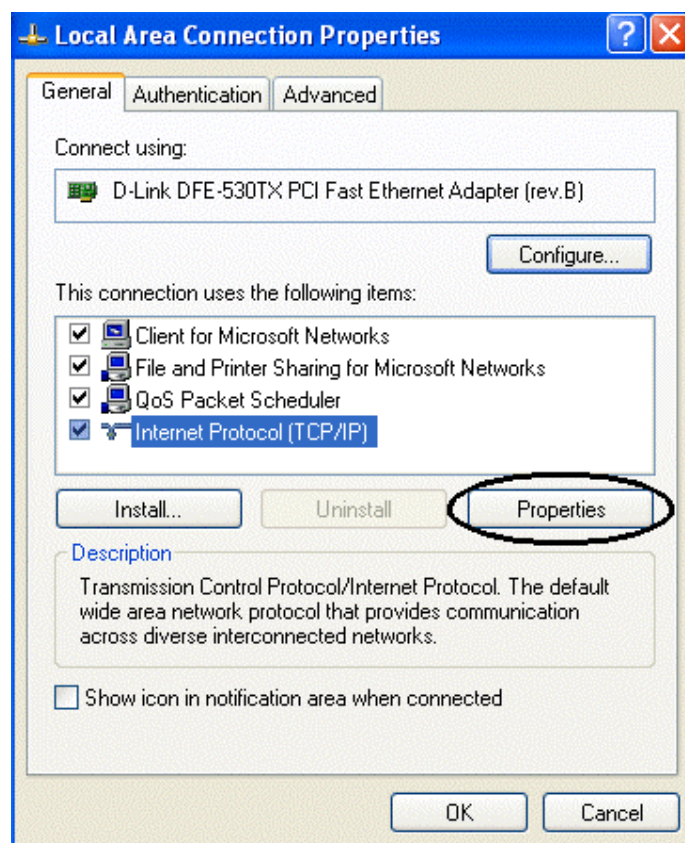 Local Area Connection Properties
General Authentication Advanced
Connect using:
D-Link DFE-530TX PCI Fast Ethernet Adapter (rev.B)
Configure...
This connection uses the following items:
Client for Microsoft Networks
File and Printer Sharing for Microsoft Networks
QoS Packet Scheduler
Internet Protocol (TCP/IP)
Install... Uninstall Properties
Description
Transmission Control Protocol/Internet Protocol. The default
wide area network protocol that provides communication
across diverse interconnected networks.
Show icon in notification area when connected
OK Cancel